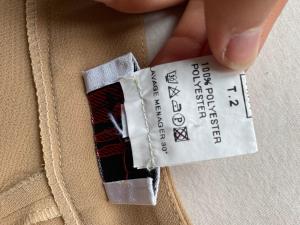 T.2
100% POLYESTER
POLYESTER
LAVAGE MENAGER 30°